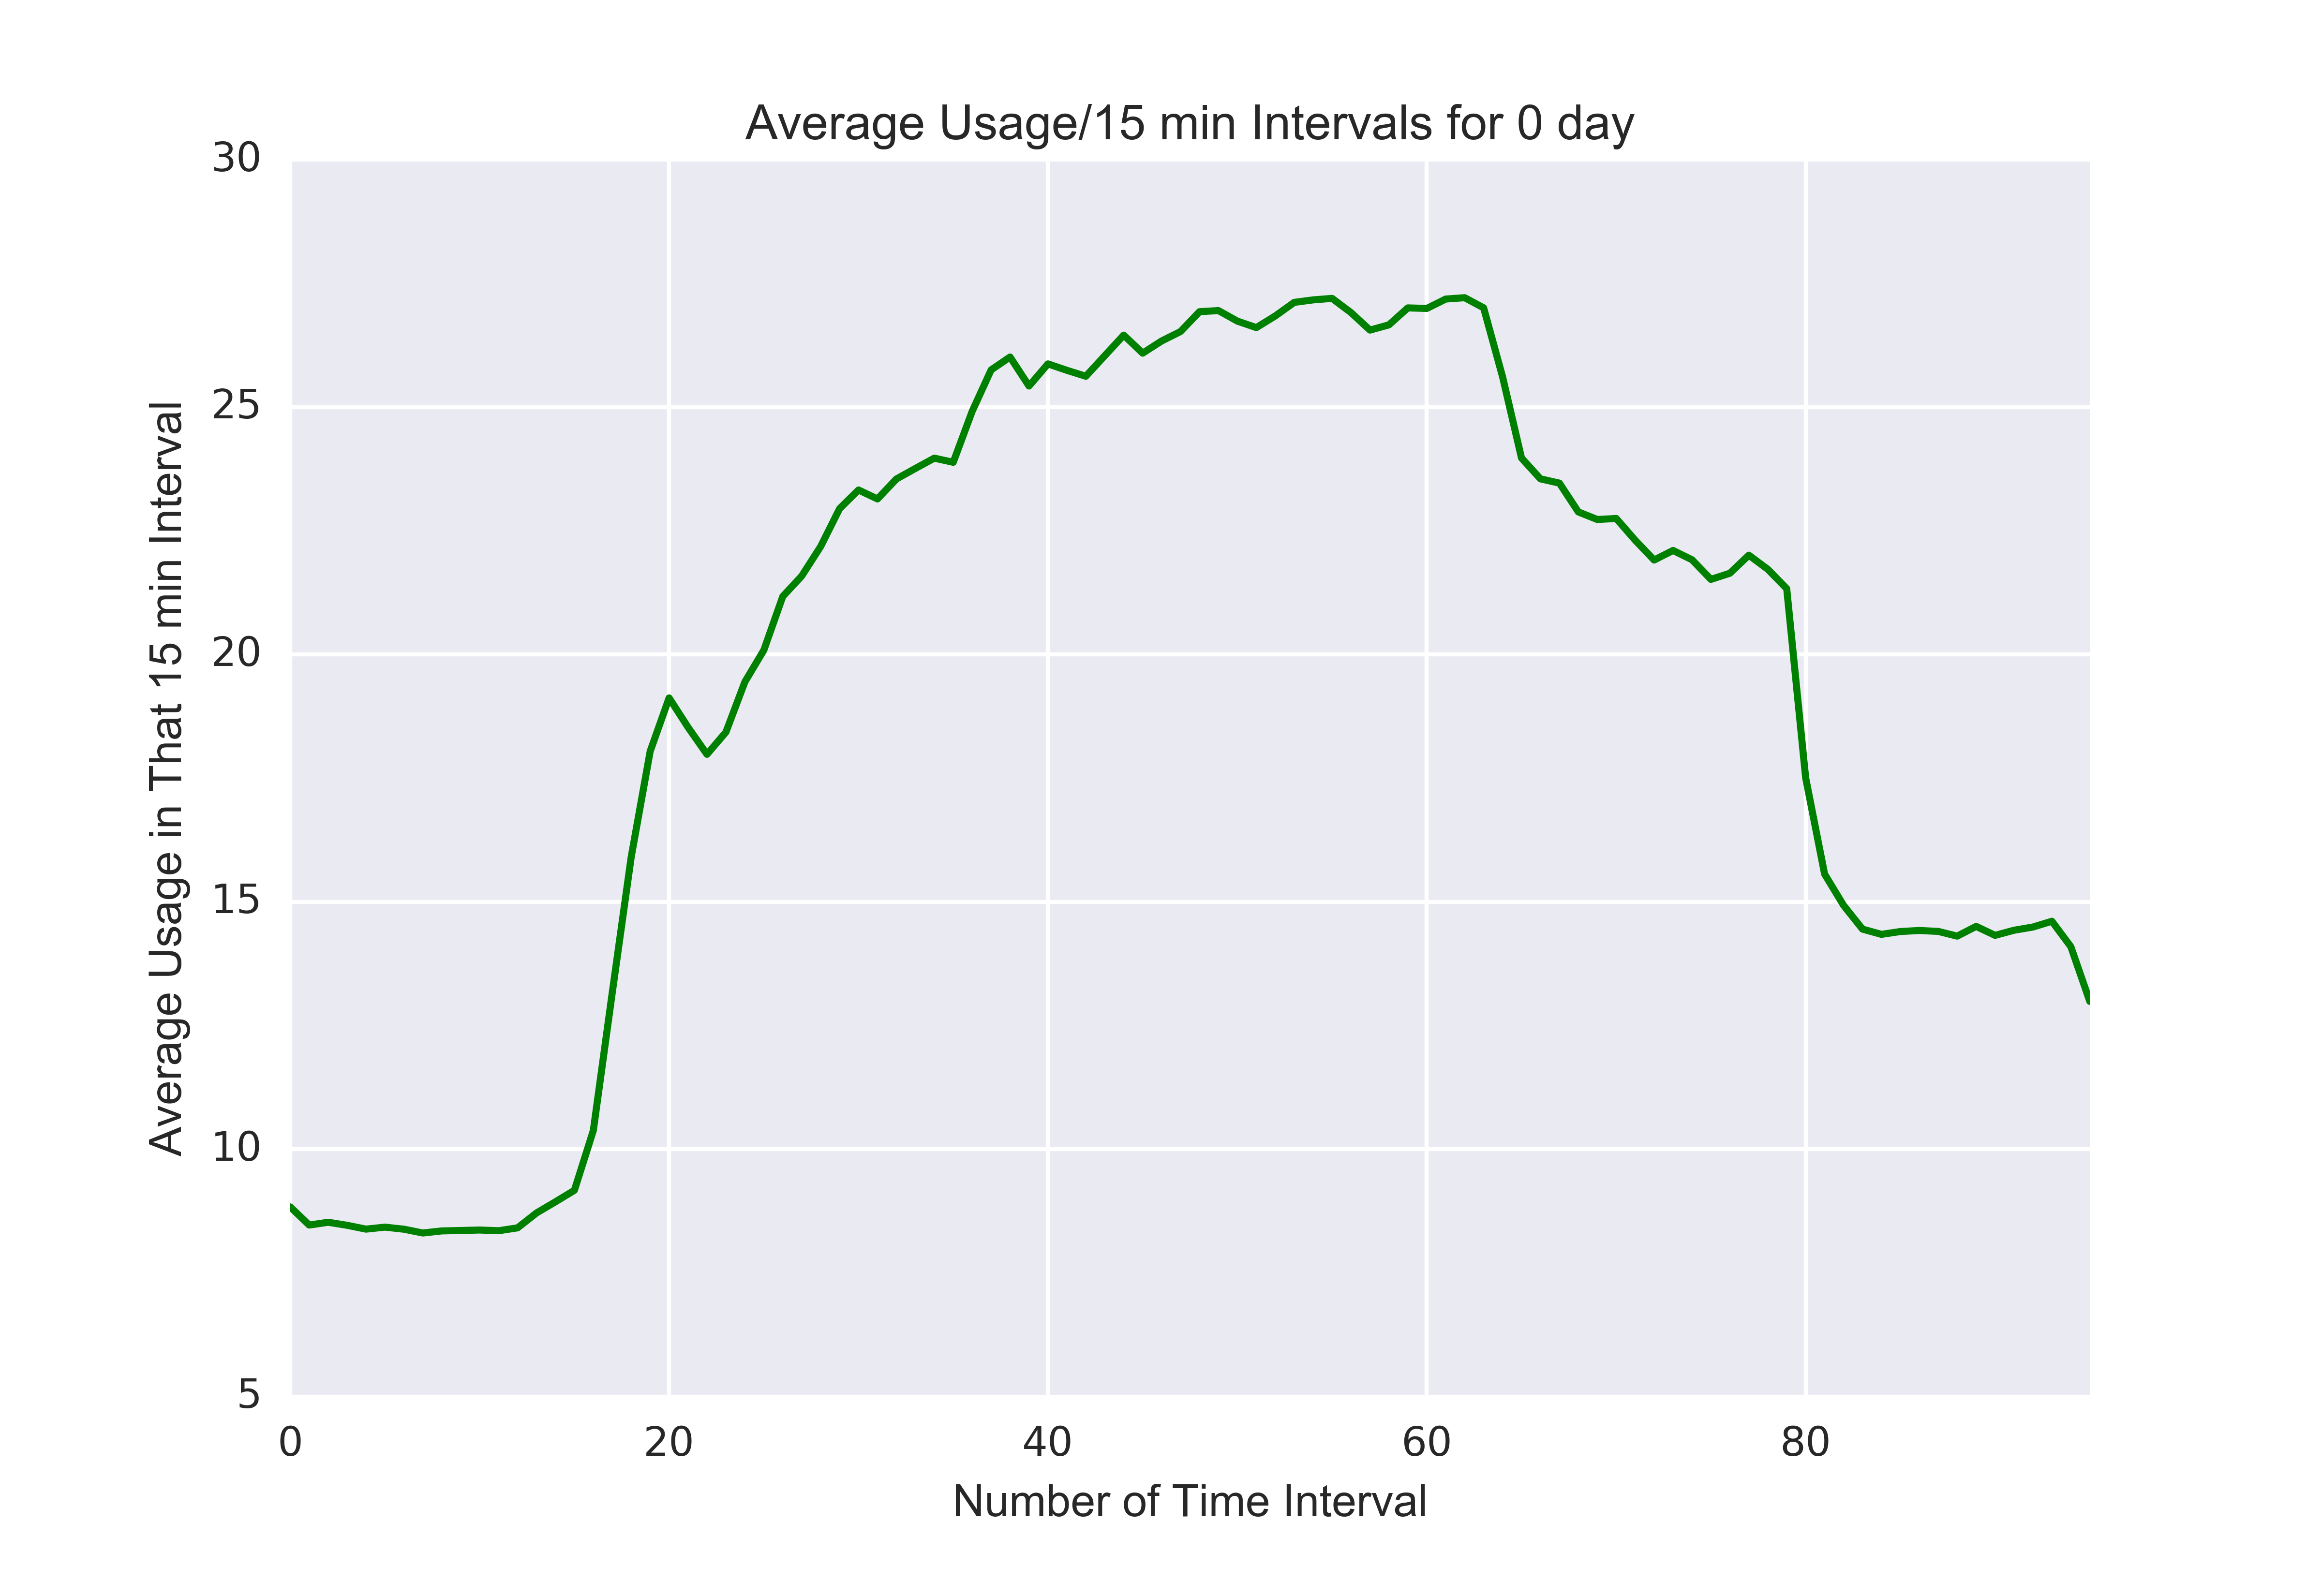 Average Usage/15 min Intervals for 0 day
30
25
20
15
10
5
Average Usage in That 15 min Interval
0 20 40 60 80
Number of Time Interval